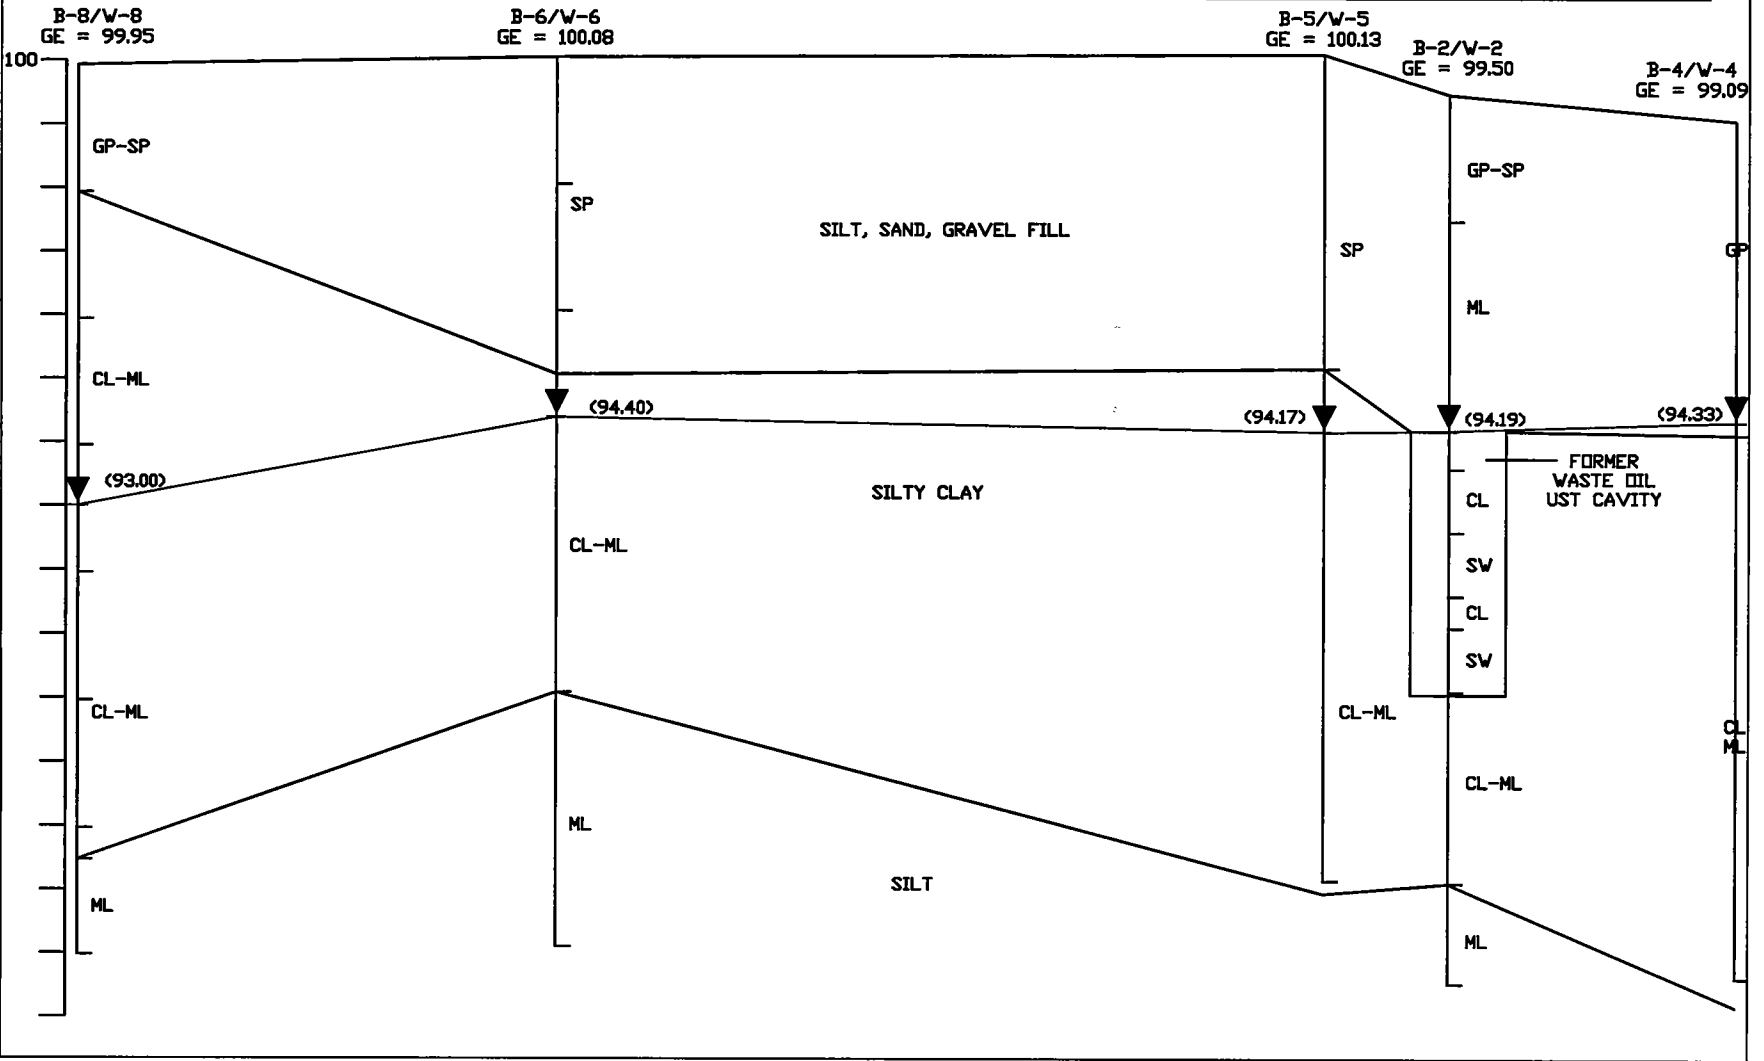 B-8/W-8
GE = 99.95
B-6/W-6
GE = 100.08
B-5/W-5
GE = 100.13
B-2/W-2
GE = 99.50
B-4/W-4
GE = 99.09
100
GP-SP
SP
SILT, SAND, GRAVEL FILL
SP
GP-SP
GP
ML
CL-ML
(94.40)
(94.17)
(94.19)
(94.33)
(93.00)
SILTY CLAY
FORMER
WASTE OIL
UST CAVITY
CL
CL-ML
SW
CL
SW
CL-ML
CL-ML
CL
ML
CL-ML
ML
SILT
ML
ML